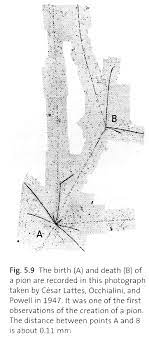 B
A
Fig. 5.9 The birth (A) and death (B) of
a pion are recorded in this photograph
taken by César Lattes, Occhialini, and
Powell in 1947. It was one of the first
observations of the creation of a pion.
The distance between points A and B
is about 0.11 mm.